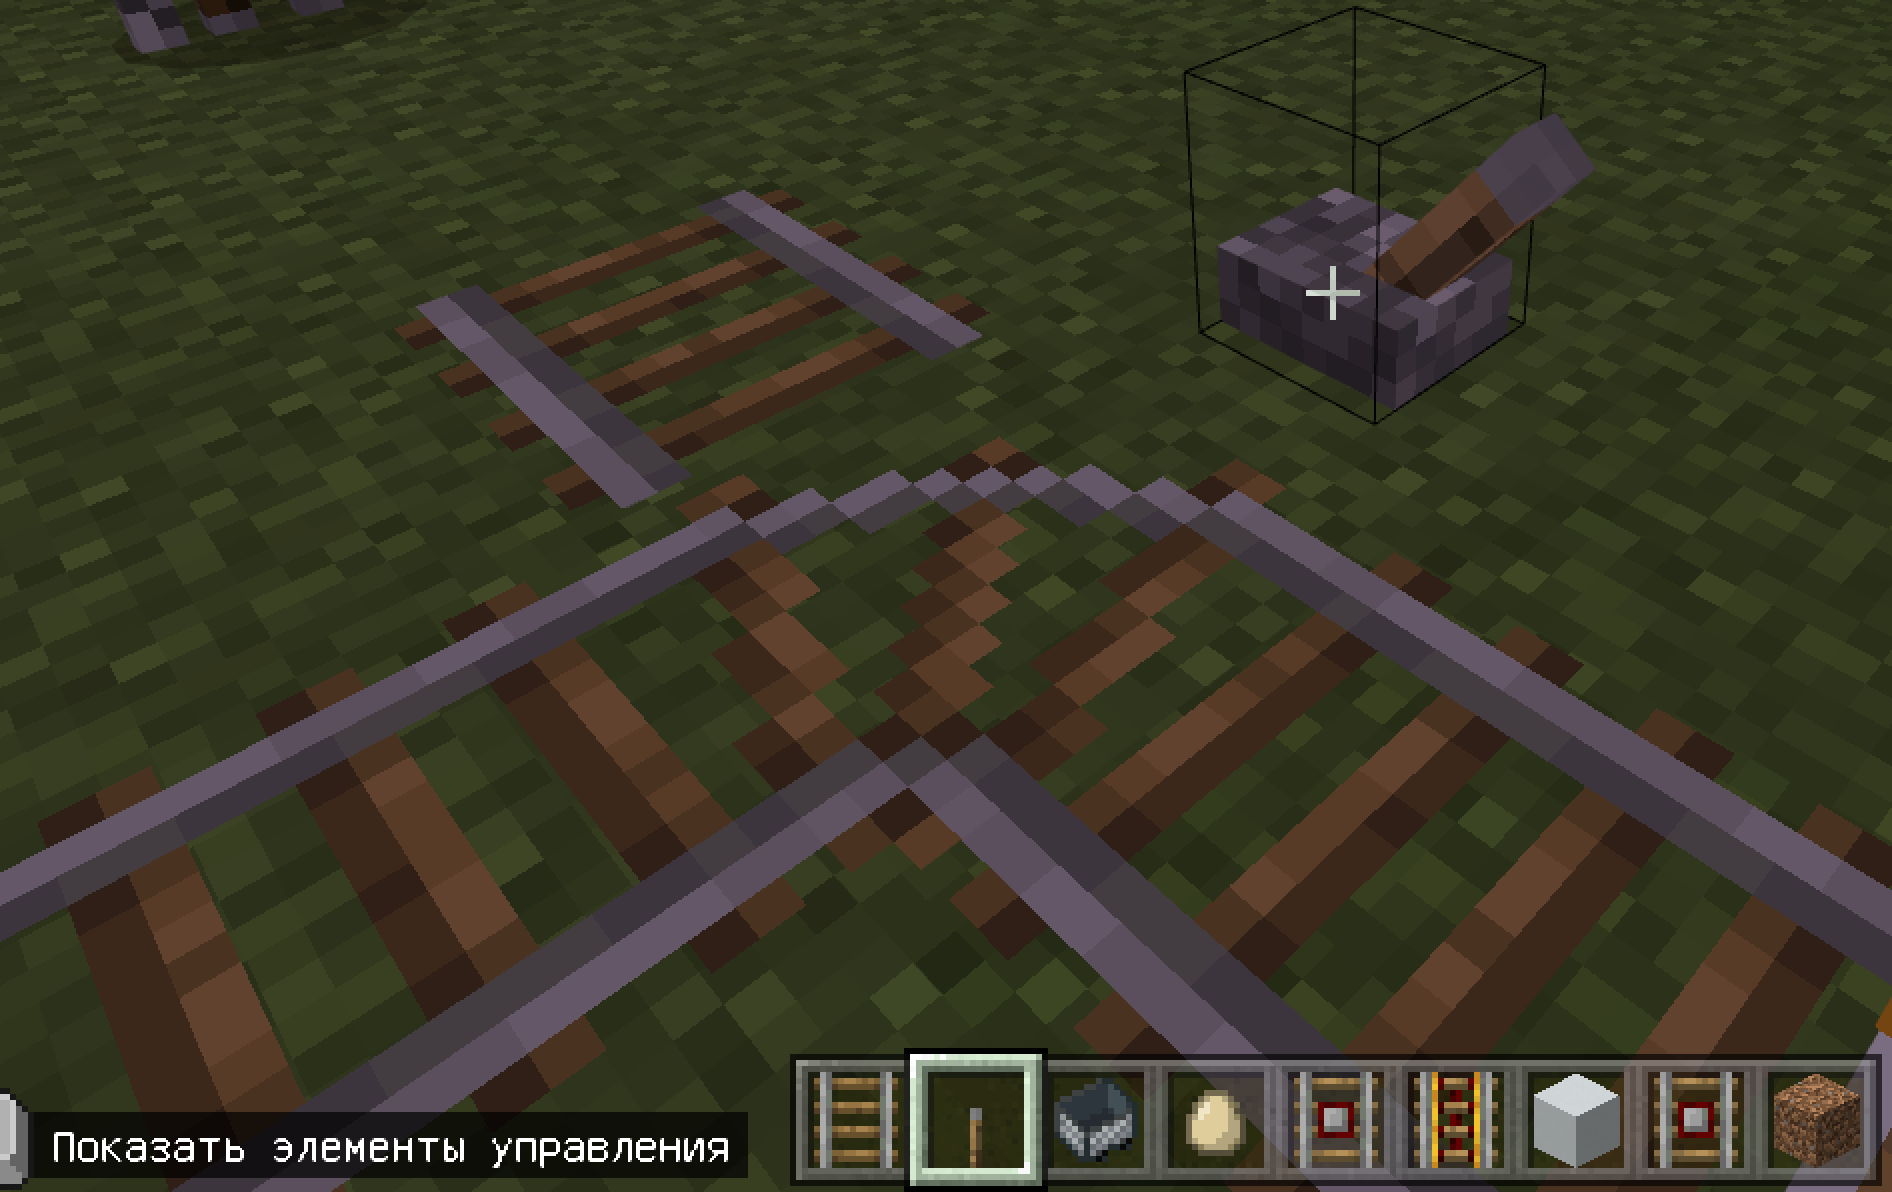 Показать элементы управления